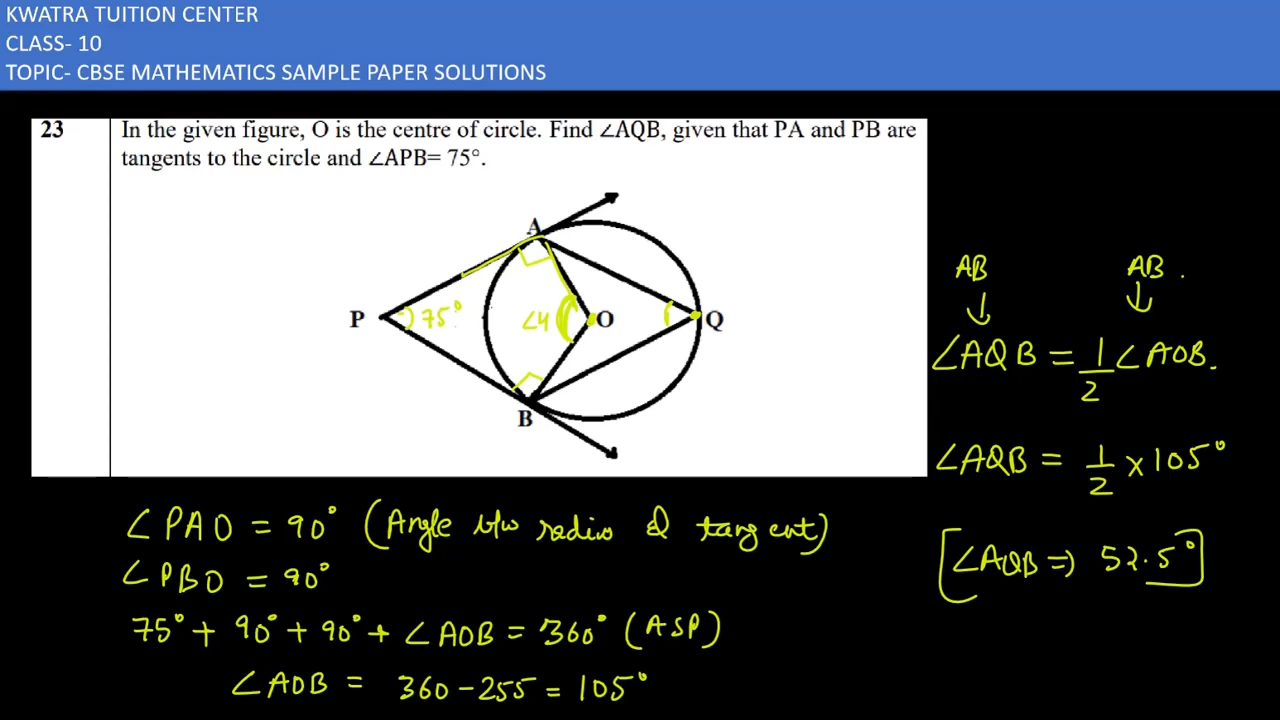 KWATRA TUITION CENTER
CLASS- 10
TOPIC- CBSE MATHEMATICS SAMPLE PAPER SOLUTIONS
23
In the given figure, O is the centre of circle. Find ∠AQB, given that PA and PB are
tangents to the circle and ∠APB= 75°.
A
P
75°
∠4
O
Q
B
AB
AB.
↓
↓
∠AQB = 1/2 ∠AOB.
∠AQB = 1/2 × 105°
[∠AQB ⇒ 52.5°]
∠PAO = 90° (Angle b/w radius & tangent)
∠PBO = 90°
75° + 90° + 90° + ∠AOB = 360° (ASP)
∠AOB = 360 - 255 = 105°